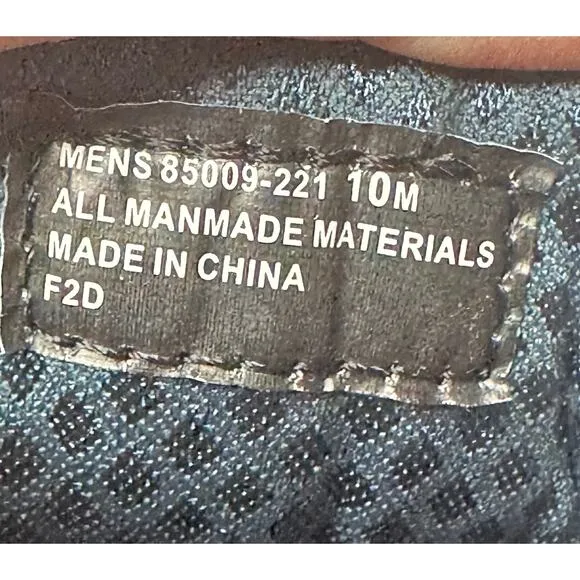 MENS 85009-221 10M
ALL MANMADE MATERIALS
MADE IN CHINA
F2D